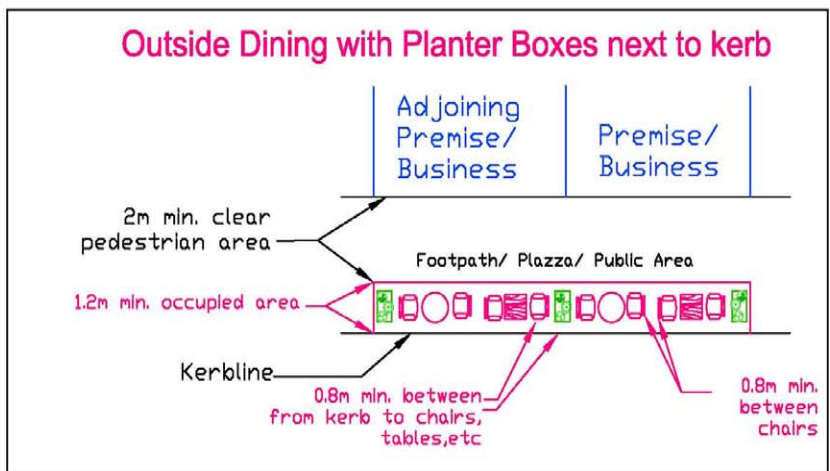 Outside Dining with Planter Boxes next to kerb
Adjoining
Premise/
Business
Premise/
Business
2m min. clear
pedestrian area
Footpath/ Plazza/ Public Area
1.2m min. occupied area
Kerbline
0.8m min. between
from kerb to chairs,
tables,etc
0.8m min.
between
chairs